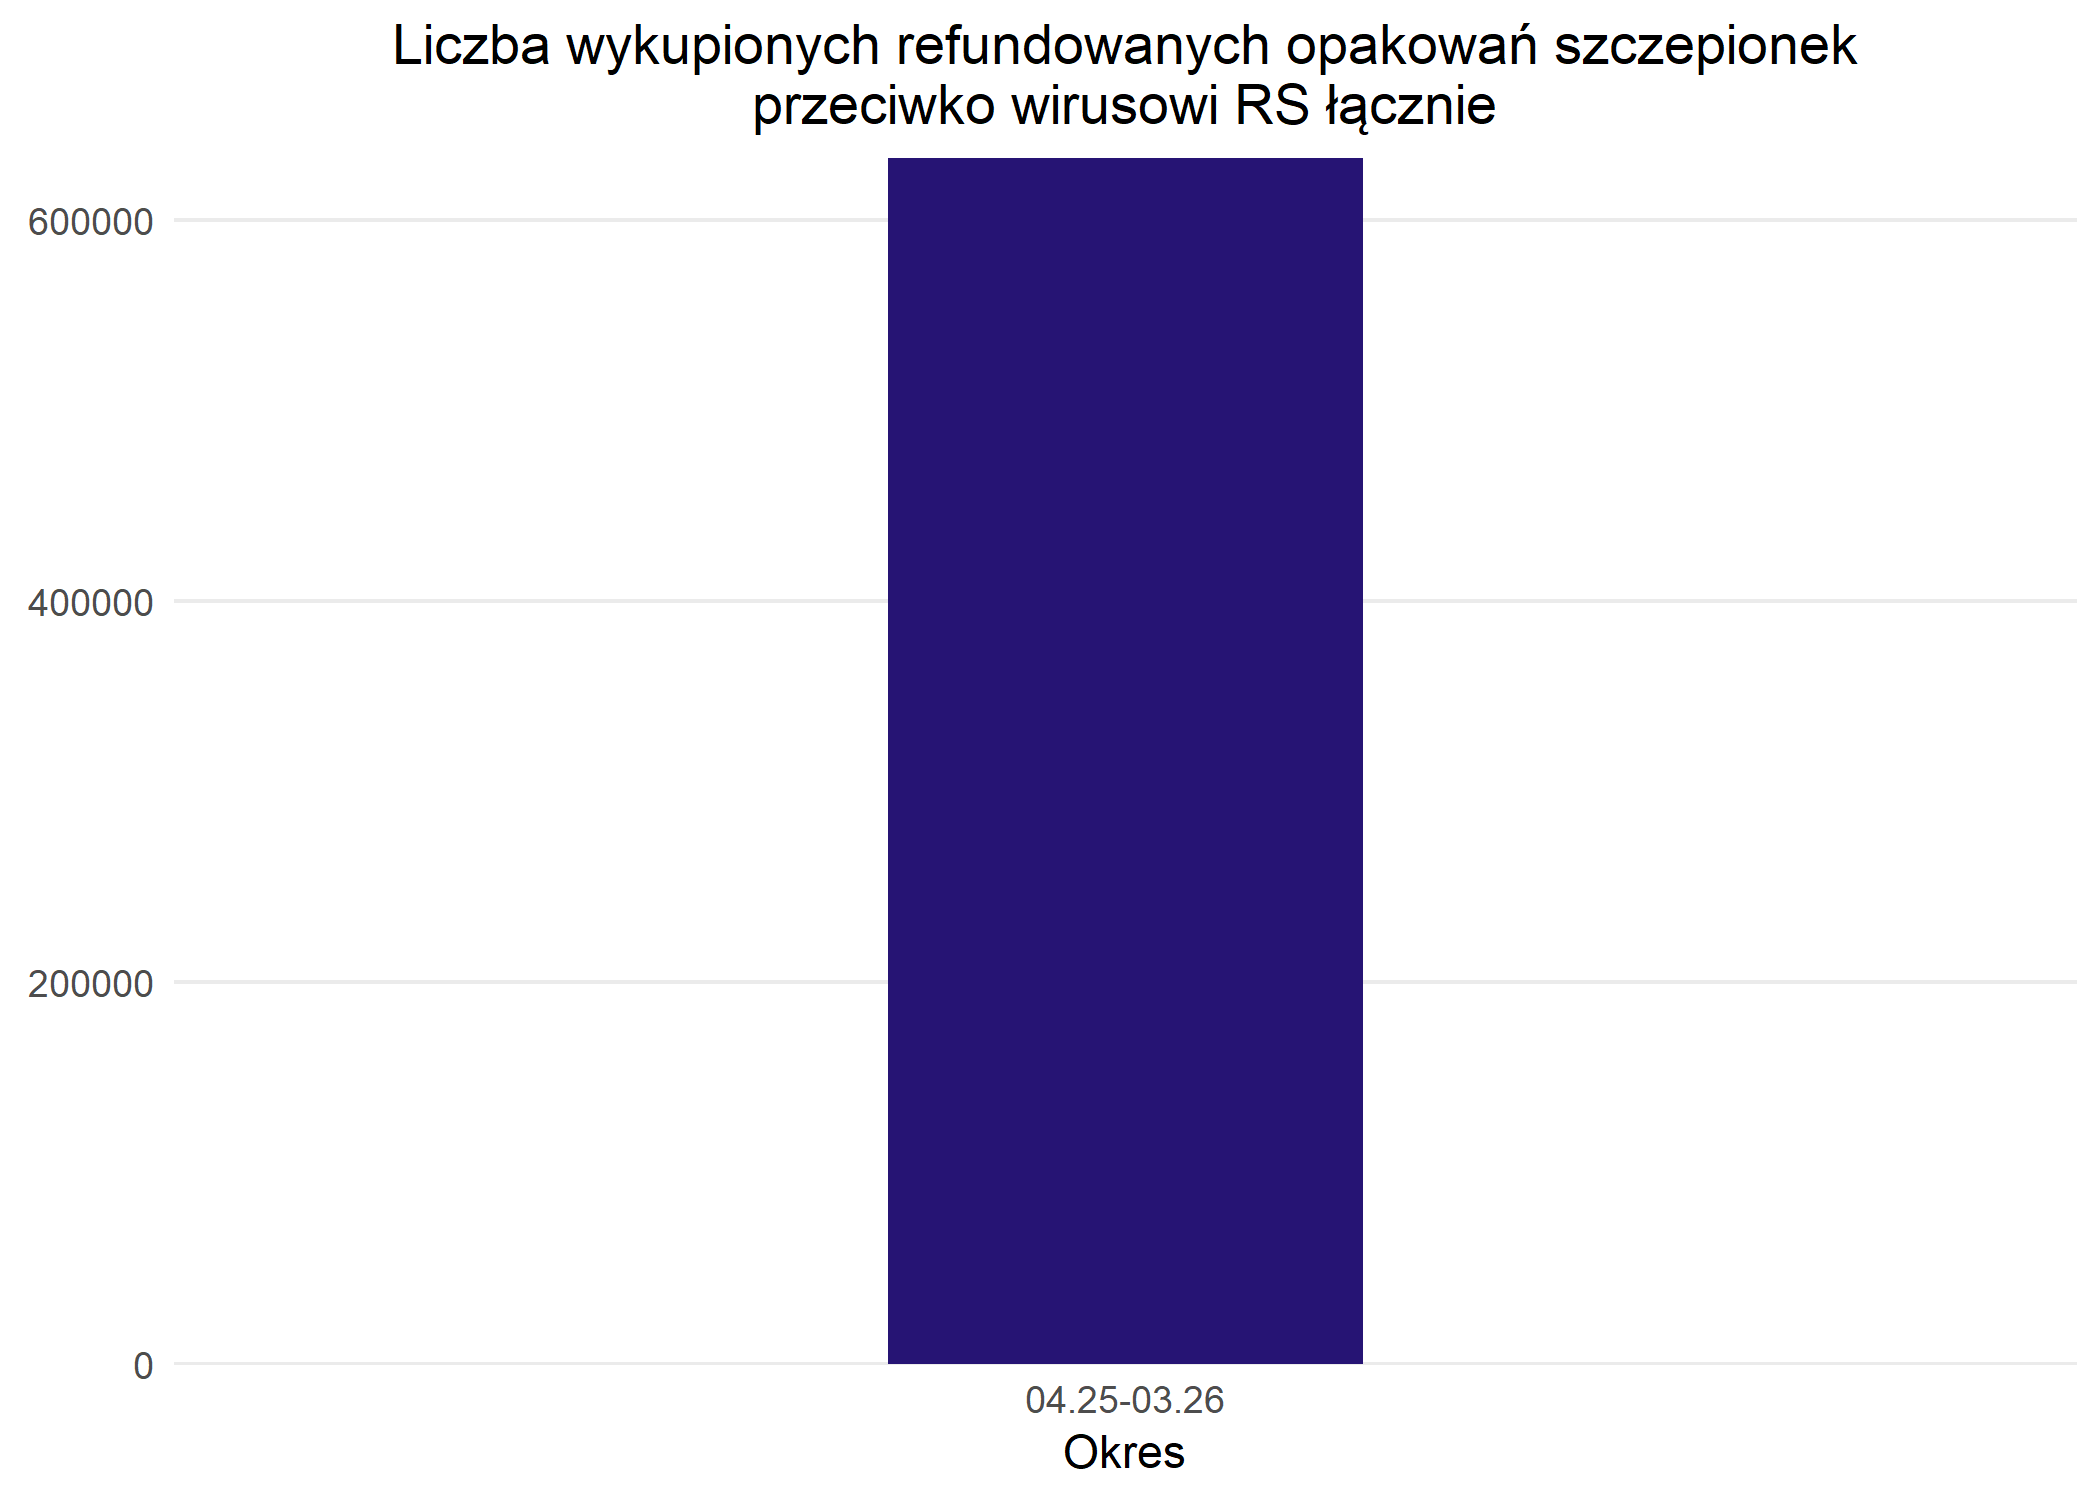 Liczba wykupionych refundowanych opakowań szczepionek
przeciwko wirusowi RS łącznie
600000
400000
200000
0
04.25-03.26
Okres